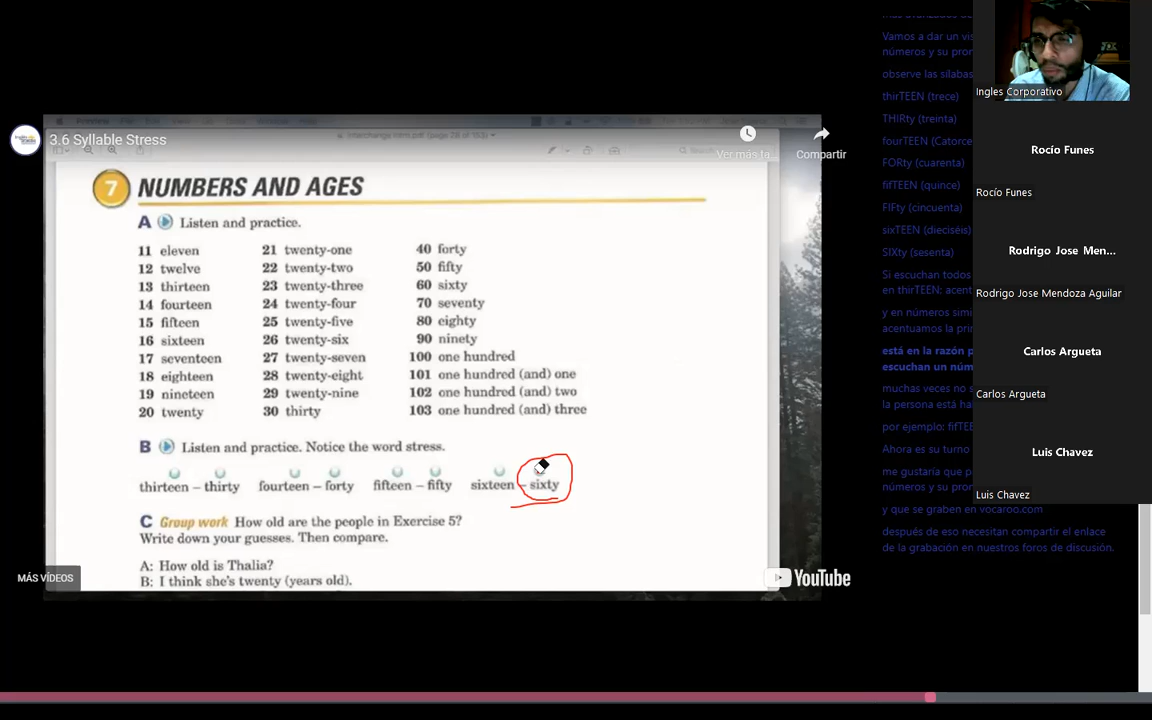 3.6 Syllable Stress
Ver más ta...
Compartir
7 NUMBERS AND AGES
A Listen and practice.
11 eleven 21 twenty-one 40 forty
12 twelve 22 twenty-two 50 fifty
13 thirteen 23 twenty-three 60 sixty
14 fourteen 24 twenty-four 70 seventy
15 fifteen 25 twenty-five 80 eighty
16 sixteen 26 twenty-six 90 ninety
17 seventeen 27 twenty-seven 100 one hundred
18 eighteen 28 twenty-eight 101 one hundred (and) one
19 nineteen 29 twenty-nine 102 one hundred (and) two
20 twenty 30 thirty 103 one hundred (and) three
B Listen and practice. Notice the word stress.
thirteen – thirty fourteen – forty fifteen – fifty sixteen – sixty
C Group work How old are the people in Exercise 5?
Write down your guesses. Then compare.
A: How old is Thalia?
B: I think she's twenty (years old).
MÁS VÍDEOS
YouTube
Vamos a dar un vis
números y su pron
observe las silabas
thirTEEN (trece)
THIRty (treinta)
fourTEEN (Catorce
FORty (cuarenta)
fifTEEN (quince)
FIFty (cincuenta)
sixTEEN (dieciséis)
SIXty (sesenta)
Si escuchan todos
en thirTEEN; acent
y en números simi
acentuamos la prin
está en la razón p
escuchan un núm
muchas veces no s
la persona está ha
por ejemplo; fifTEE
Ahora es su turno
me gustaría que p
números y su pron
y que se graben en vocaroo.com
después de eso necesitan compartir el enlace
de la grabación en nuestros foros de discusión.
Ingles Corporativo
Rocío Funes
Rocío Funes
Rodrigo Jose Men...
Rodrigo Jose Mendoza Aguilar
Carlos Argueta
Carlos Argueta
Luis Chavez
Luis Chavez